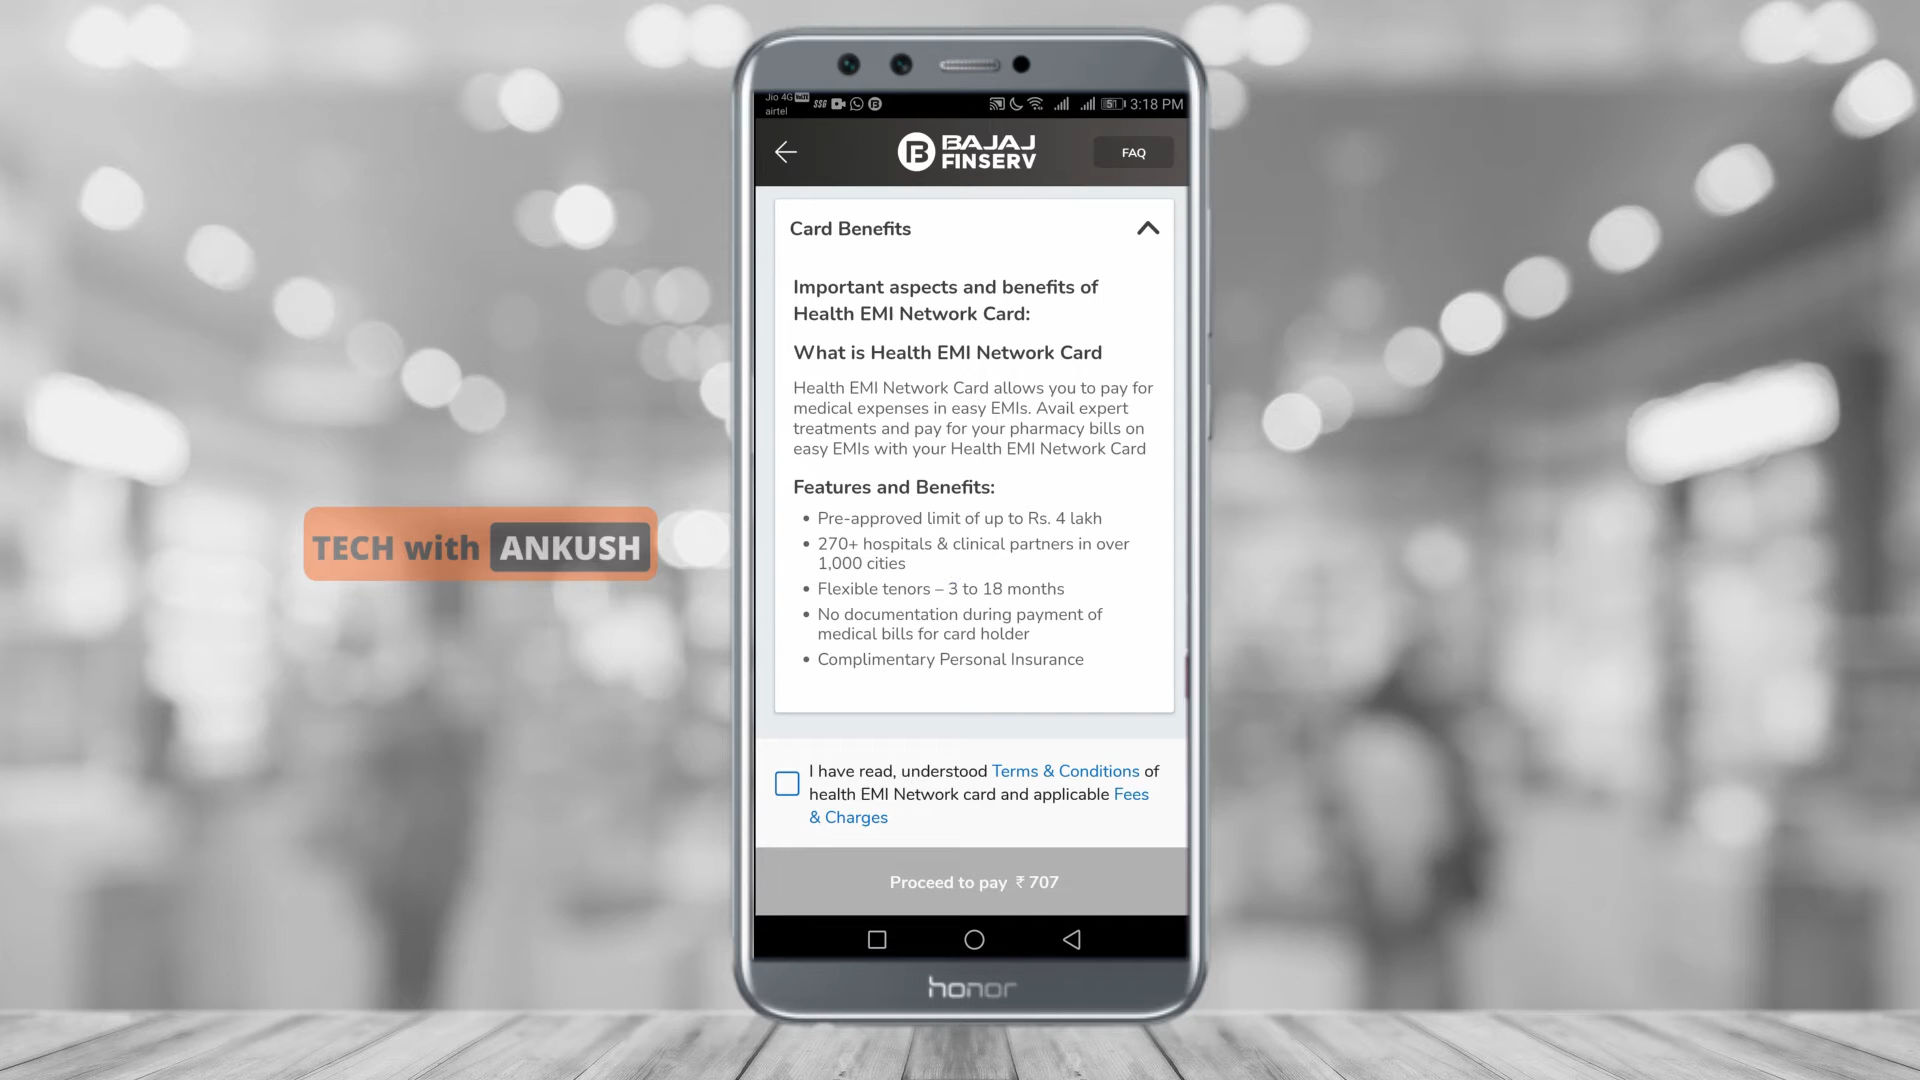 Jio 4G VoLTE
airtel
SSG
51
3:18 PM
B BAJAJ
FINSERV
FAQ
Card Benefits
Important aspects and benefits of
Health EMI Network Card:
What is Health EMI Network Card
Health EMI Network Card allows you to pay for
medical expenses in easy EMIs. Avail expert
treatments and pay for your pharmacy bills on
easy EMIs with your Health EMI Network Card
Features and Benefits:
• Pre-approved limit of up to Rs. 4 lakh
• 270+ hospitals & clinical partners in over
1,000 cities
• Flexible tenors – 3 to 18 months
• No documentation during payment of
medical bills for card holder
• Complimentary Personal Insurance
TECH with ANKUSH
I have read, understood Terms & Conditions of
health EMI Network card and applicable Fees
& Charges
Proceed to pay ₹ 707
honor